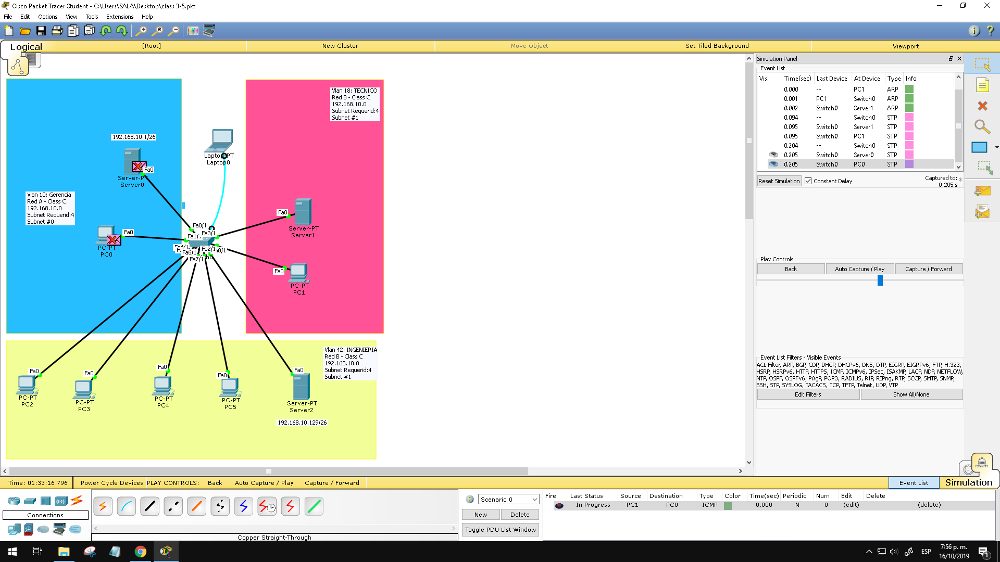 Cisco Packet Tracer Student - C:\Users\SALA\Desktop\class 3-5.pkt
File Edit Options View Tools Extensions Help
Logical [Root] New Cluster Move Object Set Tiled Background Viewport
Vlan 18: TECNICO
Red B - Class C
192.168.10.0
Subnet Requerid:4
Subnet #1
192.168.10.1/26
Fa0
Server-PT
Server0
Laptop-PT
Laptop0
Vlan 10: Gerencia
Red A - Class C
192.168.10.0
Subnet Requerid:4
Subnet #0
Fa0
PC-PT
PC0
Fa0/1
Fa3/1
Fa1/1
Fa2/1
Fa6/1
Fa7/1
Fa0
Server-PT
Server1
Fa0
PC-PT
PC1
Vlan 42: INGENIERIA
Red B - Class C
192.168.10.0
Subnet Requerid:4
Subnet #1
Fa0
PC-PT
PC2
Fa0
PC-PT
PC3
Fa0
PC-PT
PC4
Fa0
PC-PT
PC5
Fa0
Server-PT
Server2
192.168.10.129/26
Simulation Panel
Event List
Vis. Time(sec) Last Device At Device Type Info
0.000 -- PC1 ARP
0.001 PC1 Switch0 ARP
0.002 Switch0 Server1 ARP
0.094 -- Switch0 STP
0.095 Switch0 Server1 STP
0.095 Switch0 PC1 STP
0.204 -- Switch0 STP
0.205 Switch0 Server0 STP
0.205 Switch0 PC0 STP
Reset Simulation Constant Delay Captured to: *
0.205 s
Play Controls
Back Auto Capture / Play Capture / Forward
Event List Filters - Visible Events
ACL Filter, ARP, BGP, CDP, DHCP, DHCPv6, DNS, DTP, EIGRP, EIGRPv6, FTP, H.323,
HSRP, HSRPv6, HTTP, HTTPS, ICMP, ICMPv6, IPSec, ISAKMP, LACP, NDP, NETFLOW,
NTP, OSPF, OSPFv6, PAgP, POP3, RADIUS, RIP, RIPng, RTP, SCCP, SMTP, SNMP,
SSH, STP, SYSLOG, TACACS, TCP, TFTP, Telnet, UDP, VTP
Edit Filters Show All/None
Time: 01:33:16.796 Power Cycle Devices PLAY CONTROLS: Back Auto Capture / Play Capture / Forward Event List Simulation
Connections
Copper Straight-Through
Scenario 0
New Delete
Toggle PDU List Window
Fire Last Status Source Destination Type Color Time(sec) Periodic Num Edit Delete
In Progress PC1 PC0 ICMP 0.000 N 0 (edit) (delete)
ESP
7:56 p. m.
16/10/2019
1